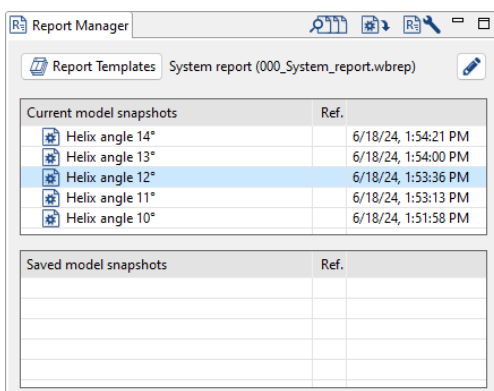 Report Manager
Report Templates System report (000_System_report.wbrep)
Current model snapshots Ref.
Helix angle 14° 6/18/24, 1:54:21 PM
Helix angle 13° 6/18/24, 1:54:00 PM
Helix angle 12° 6/18/24, 1:53:36 PM
Helix angle 11° 6/18/24, 1:53:13 PM
Helix angle 10° 6/18/24, 1:51:58 PM
Saved model snapshots Ref.